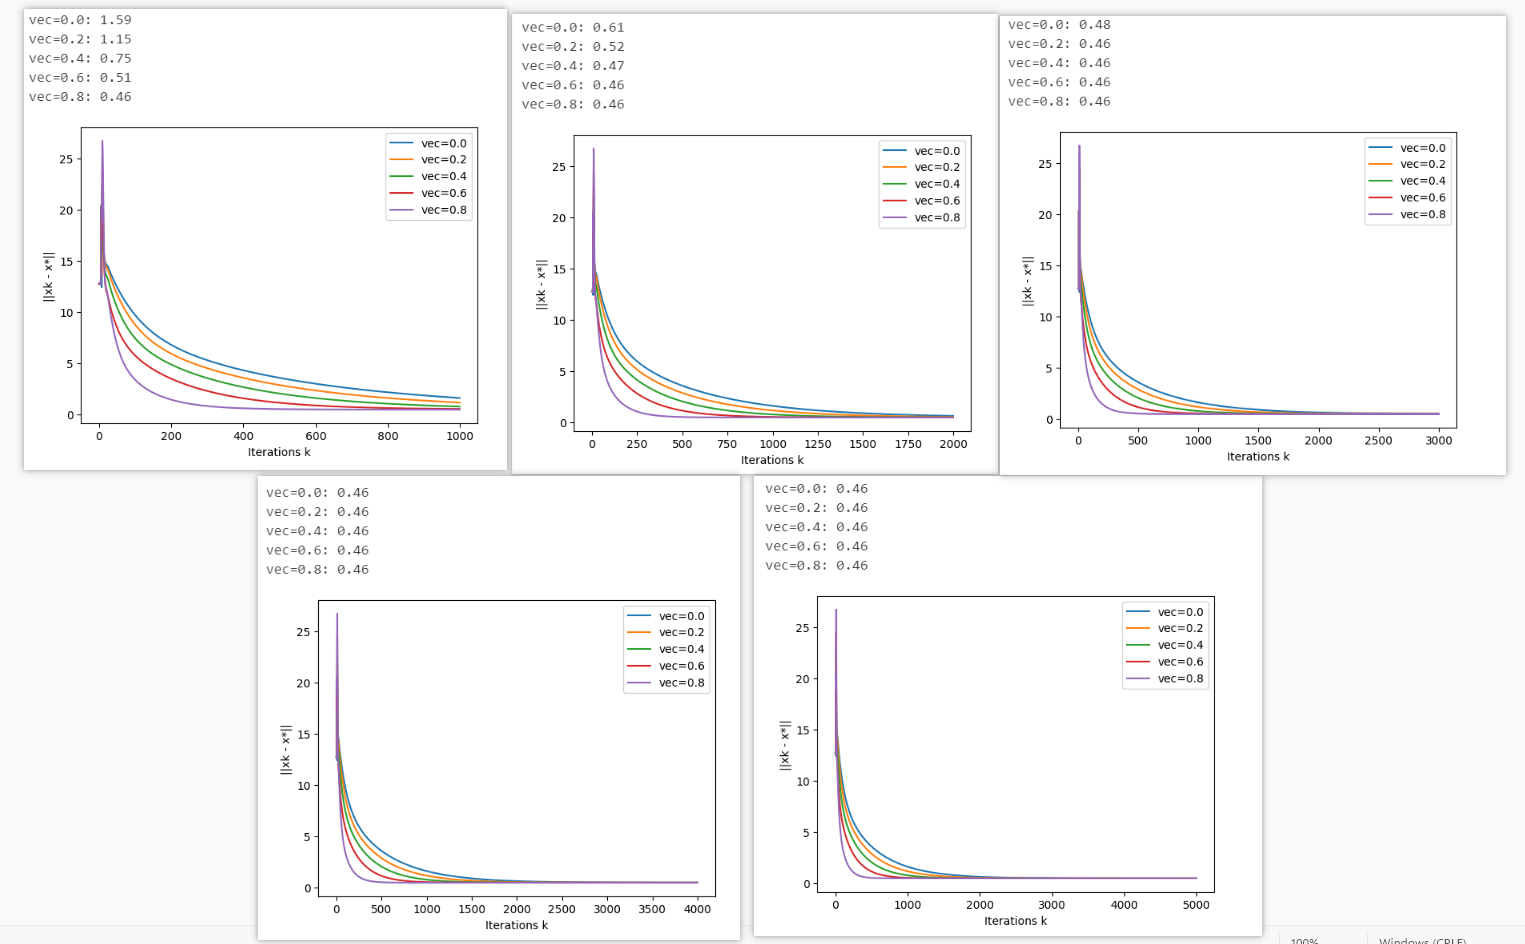 vec=0.0: 1.59
vec=0.2: 1.15
vec=0.4: 0.75
vec=0.6: 0.51
vec=0.8: 0.46
25
20
15
10
5
0
||xk - x*||
vec=0.0
vec=0.2
vec=0.4
vec=0.6
vec=0.8
0 200 400 600 800 1000
Iterations k
vec=0.0: 0.61
vec=0.2: 0.52
vec=0.4: 0.47
vec=0.6: 0.46
vec=0.8: 0.46
25
20
15
10
5
0
||xk - x*||
vec=0.0
vec=0.2
vec=0.4
vec=0.6
vec=0.8
0 250 500 750 1000 1250 1500 1750 2000
Iterations k
vec=0.0: 0.48
vec=0.2: 0.46
vec=0.4: 0.46
vec=0.6: 0.46
vec=0.8: 0.46
25
20
15
10
5
0
||xk - x*||
vec=0.0
vec=0.2
vec=0.4
vec=0.6
vec=0.8
0 500 1000 1500 2000 2500 3000
Iterations k
vec=0.0: 0.46
vec=0.2: 0.46
vec=0.4: 0.46
vec=0.6: 0.46
vec=0.8: 0.46
25
20
15
10
5
0
||xk - x*||
vec=0.0
vec=0.2
vec=0.4
vec=0.6
vec=0.8
0 500 1000 1500 2000 2500 3000 3500 4000
Iterations k
vec=0.0: 0.46
vec=0.2: 0.46
vec=0.4: 0.46
vec=0.6: 0.46
vec=0.8: 0.46
25
20
15
10
5
0
||xk - x*||
vec=0.0
vec=0.2
vec=0.4
vec=0.6
vec=0.8
0 1000 2000 3000 4000 5000
Iterations k
100% Windows (CRLF)